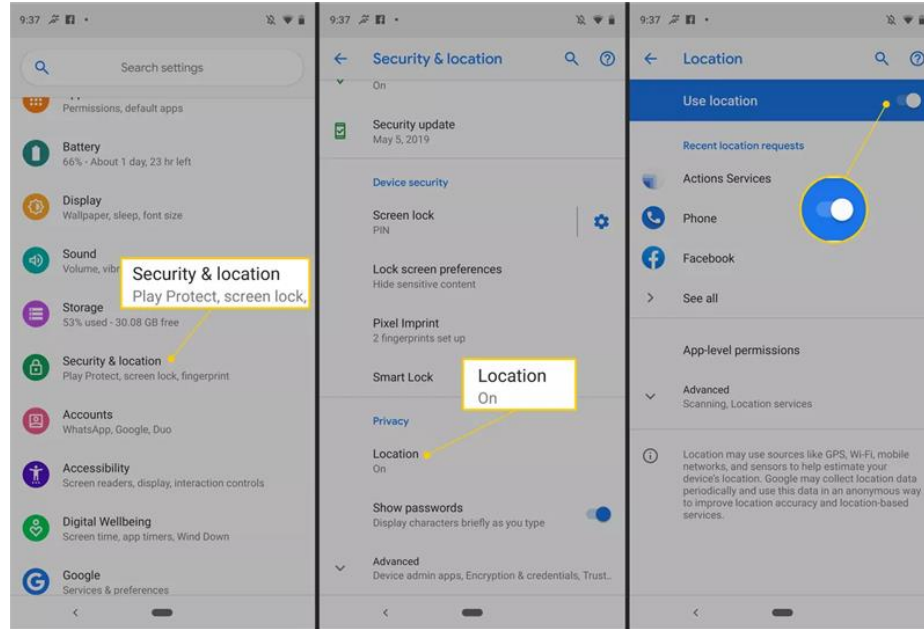 9:37
Search settings
Permissions, default apps
Battery
66% - About 1 day, 23 hr left
Display
Wallpaper, sleep, font size
Sound
Volume, vibr
Security & location
Play Protect, screen lock,
Storage
53% used - 30.08 GB free
Security & location
Play Protect, screen lock, fingerprint
Accounts
WhatsApp, Google, Duo
Accessibility
Screen readers, display, interaction controls
Digital Wellbeing
Screen time, app timers, Wind Down
Google
Services & preferences
9:37
Security & location
On
Security update
May 5, 2019
Device security
Screen lock
PIN
Lock screen preferences
Hide sensitive content
Pixel Imprint
2 fingerprints set up
Smart Lock
Location
On
Privacy
Location
On
Show passwords
Display characters briefly as you type
Advanced
Device admin apps, Encryption & credentials, Trust..
9:37
Location
Use location
Recent location requests
Actions Services
Phone
Facebook
See all
App-level permissions
Advanced
Scanning, Location services
Location may use sources like GPS, Wi-Fi, mobile
networks, and sensors to help estimate your
device's location. Google may collect location data
periodically and use this data in an anonymous way
to improve location accuracy and location-based
services.